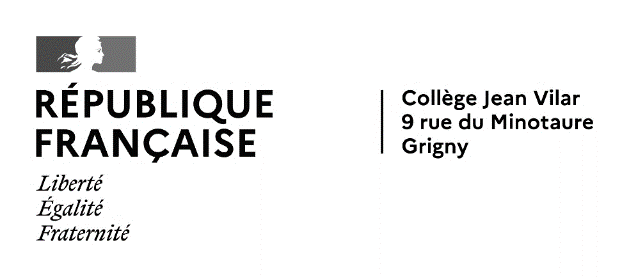 RÉPUBLIQUE
FRANÇAISE
Liberté
Égalité
Fraternité
Collège Jean Vilar
9 rue du Minotaure
Grigny